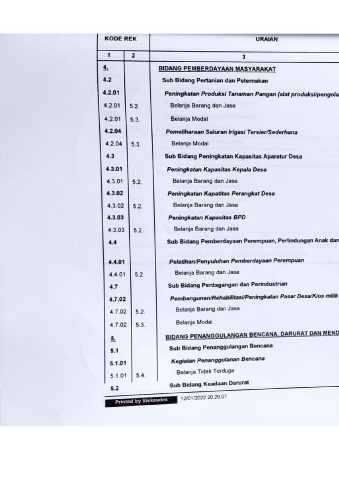 KODE REK URAIAN
1 2 3
4. BIDANG PEMBERDAYAAN MASYARAKAT
4.2 Sub Bidang Pertanian dan Peternakan
4.2.01 Peningkatan Produksi Tanaman Pangan (alat produksi/pengola
4.2.01 5.2. Belanja Barang dan Jasa
4.2.01 5.3. Belanja Modal
4.2.04 Pemeliharaan Saluran Irigasi Tersier/Sederhana
4.2.04 5.3. Belanja Modal
4.3 Sub Bidang Peningkatan Kapasitas Aparatur Desa
4.3.01 Peningkatan Kapasitas Kepala Desa
4.3.01 5.2. Belanja Barang dan Jasa
4.3.02 Peningkatan Kapatitas Perangkat Desa
4.3.02 5.2. Belanja Barang dan Jasa
4.3.03 Peningkatan Kapasitas BPD
4.3.03 5.2. Belanja Barang dan Jasa
4.4 Sub Bidang Pemberdayaan Perempuan, Perlindungan Anak dan
4.4.01 Pelatihan/Penyuluhan Pemberdayaan Perempuan
4.4.01 5.2. Belanja Barang dan Jasa
4.7 Sub Bidang Perdagangan dan Perindustrian
4.7.02 Pembangunan/Rehabilitasi/Peningkatan Pasar Desa/Kios milik
4.7.02 5.2. Belanja Barang dan Jasa
4.7.02 5.3. Belanja Modal
5. BIDANG PENANGGULANGAN BENCANA, DARURAT DAN MEND
5.1 Sub Bidang Penanggulangan Bencana
5.1.01 Kegiatan Penanggulanan Bencana
5.1.01 5.4. Belanja Tidak Terduga
5.2 Sub Bidang Keadaan Darurat
Printed by Siskeudes 12/01/2022 20.29.07